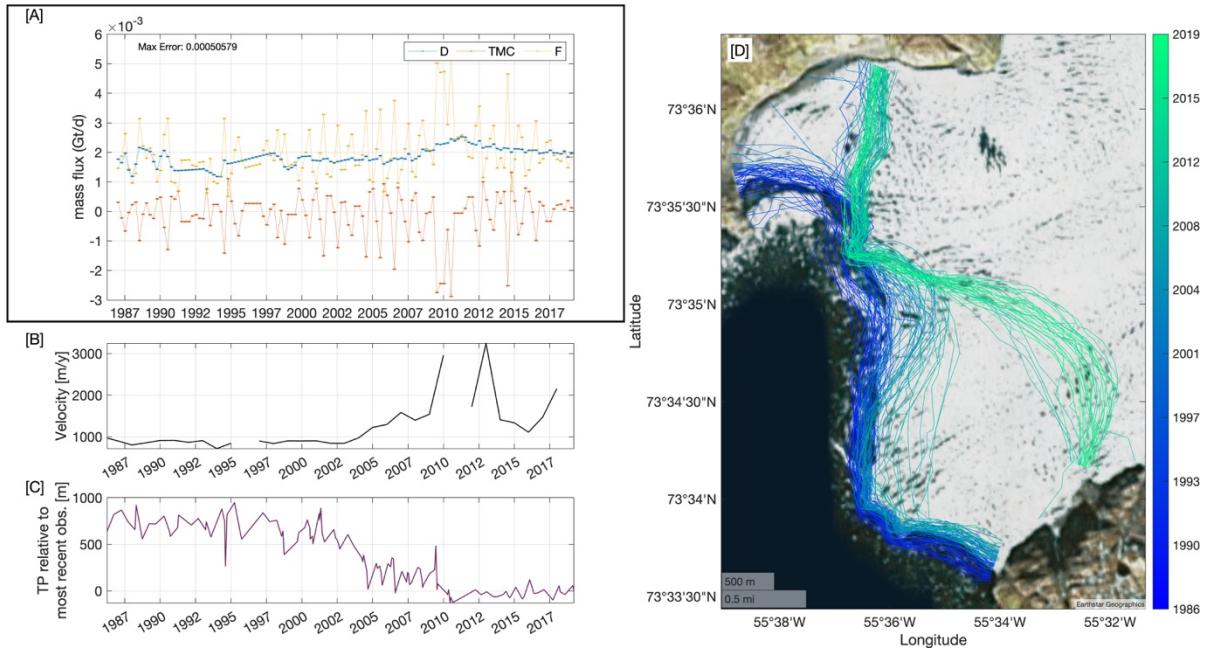 [A]
×10⁻³
Max Error: 0.00050579
D TMC F
6
5
4
3
2
1
0
-1
-2
-3
mass flux (Gt/d)
1987 1990 1992 1995 1997 2000 2002 2005 2007 2010 2012 2015 2017
[B]
3000
2000
1000
Velocity [m/y]
1987 1990 1992 1995 1997 2000 2002 2005 2007 2010 2012 2015 2017
[C]
1000
500
0
TP relative to
most recent obs. [m]
1987 1990 1992 1995 1997 2000 2002 2005 2007 2010 2012 2015 2017
[D]
73°36'N
73°35'30"N
73°35'N
73°34'30"N
73°34'N
73°33'30"N
Latitude
500 m
0.5 mi
Earthstar Geographics
55°38'W 55°36'W 55°34'W 55°32'W
Longitude
2019
2015
2012
2008
2004
2001
1997
1993
1990
1986